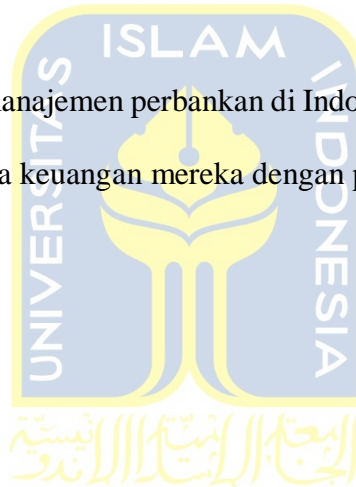 ISLAM
UNIVERSITAS
INDONESIA
anajemen perbankan di Indo
a keuangan mereka dengan p